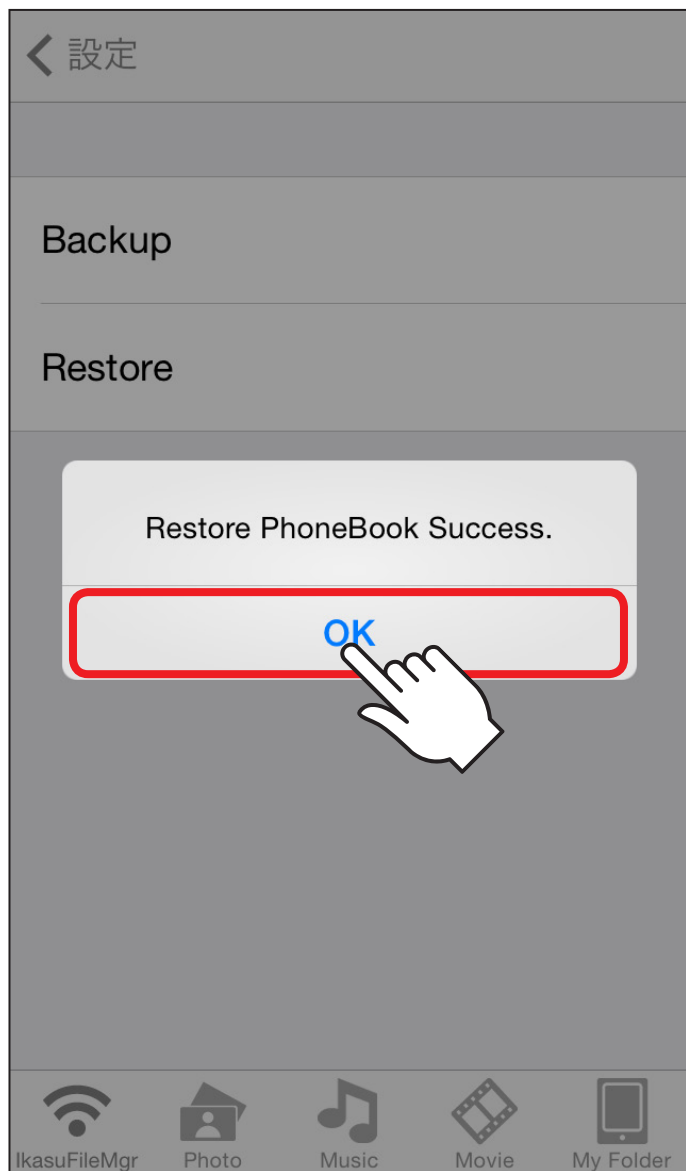 設定
Backup
Restore
Restore PhoneBook Success.
OK
IkasuFileMgr Photo Music Movie My Folder